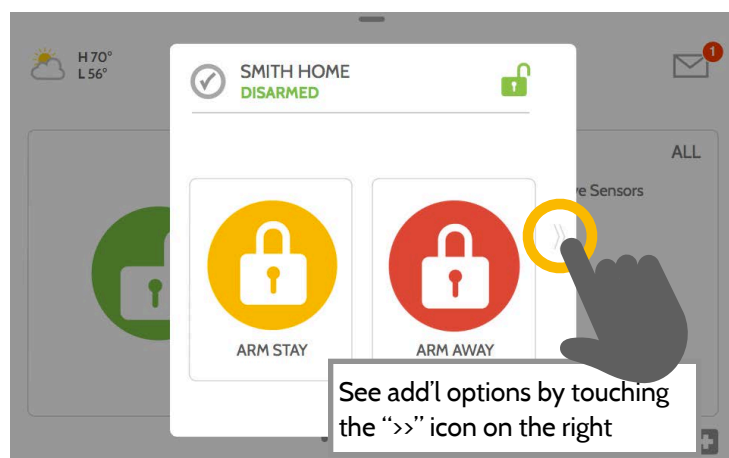 H 70°
L 56°
1
SMITH HOME
DISARMED
ALL
e Sensors
ARM STAY
ARM AWAY
See add'l options by touching
the “>>” icon on the right